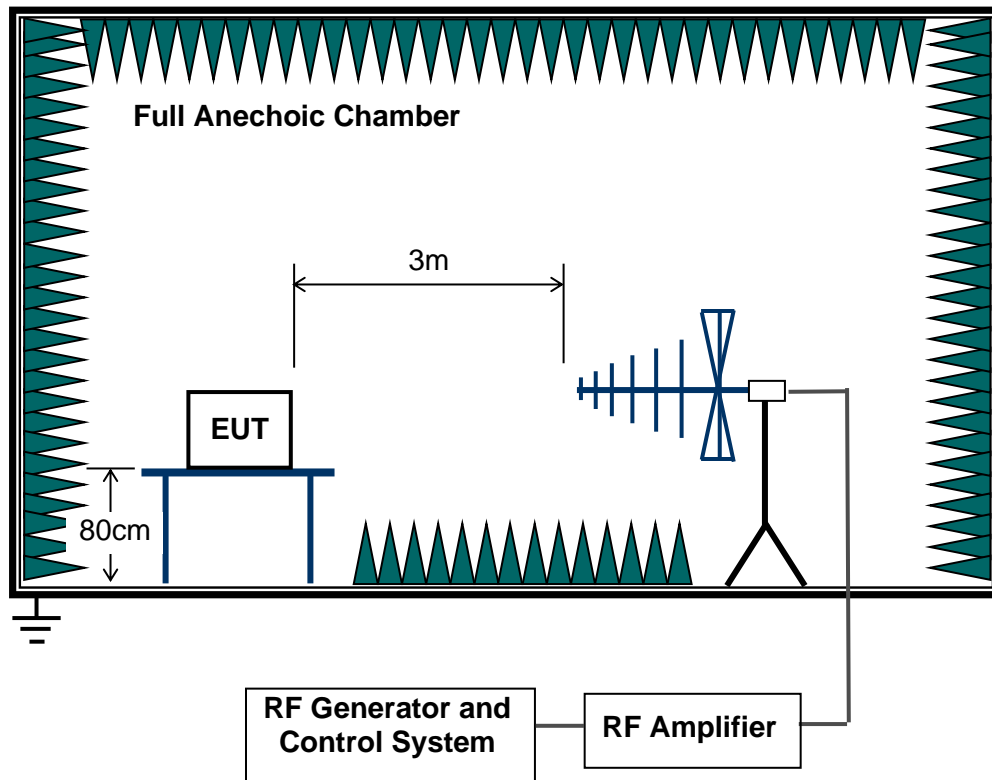 Full Anechoic Chamber
3m
EUT
80cm
RF Generator and
Control System
RF Amplifier